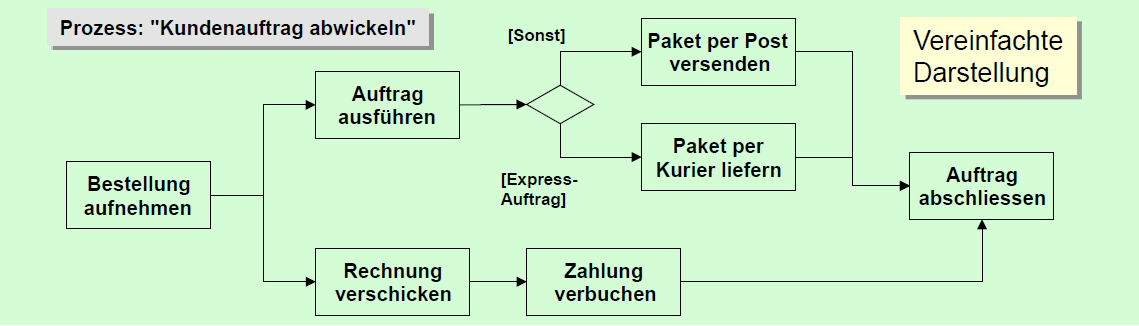 Prozess: "Kundenauftrag abwickeln"
Vereinfachte
Darstellung
[Sonst]
Paket per Post
versenden
Auftrag
ausführen
Paket per
Kurier liefern
[Express-
Auftrag]
Bestellung
aufnehmen
Auftrag
abschliessen
Rechnung
verschicken
Zahlung
verbuchen